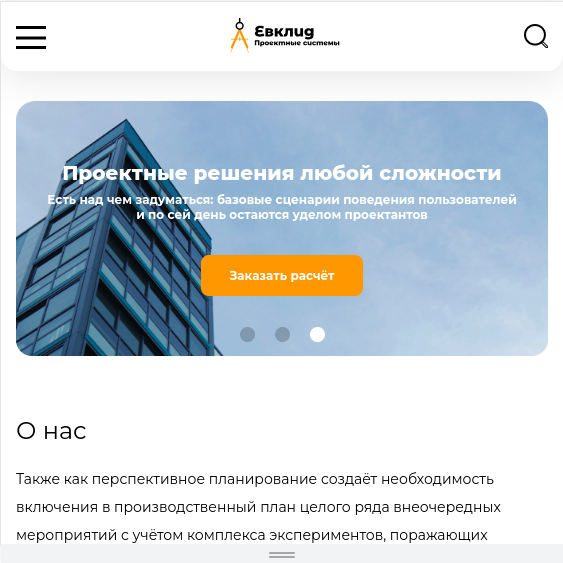 Евклид
Проектные системы
Проектные решения любой сложности
Есть над чем задуматься: базовые сценарии поведения пользователей
и по сей день остаются уделом проектантов
Заказать расчёт
О нас
Также как перспективное планирование создаёт необходимость
включения в производственный план целого ряда внеочередных
мероприятий с учётом комплекса экспериментов, поражающих